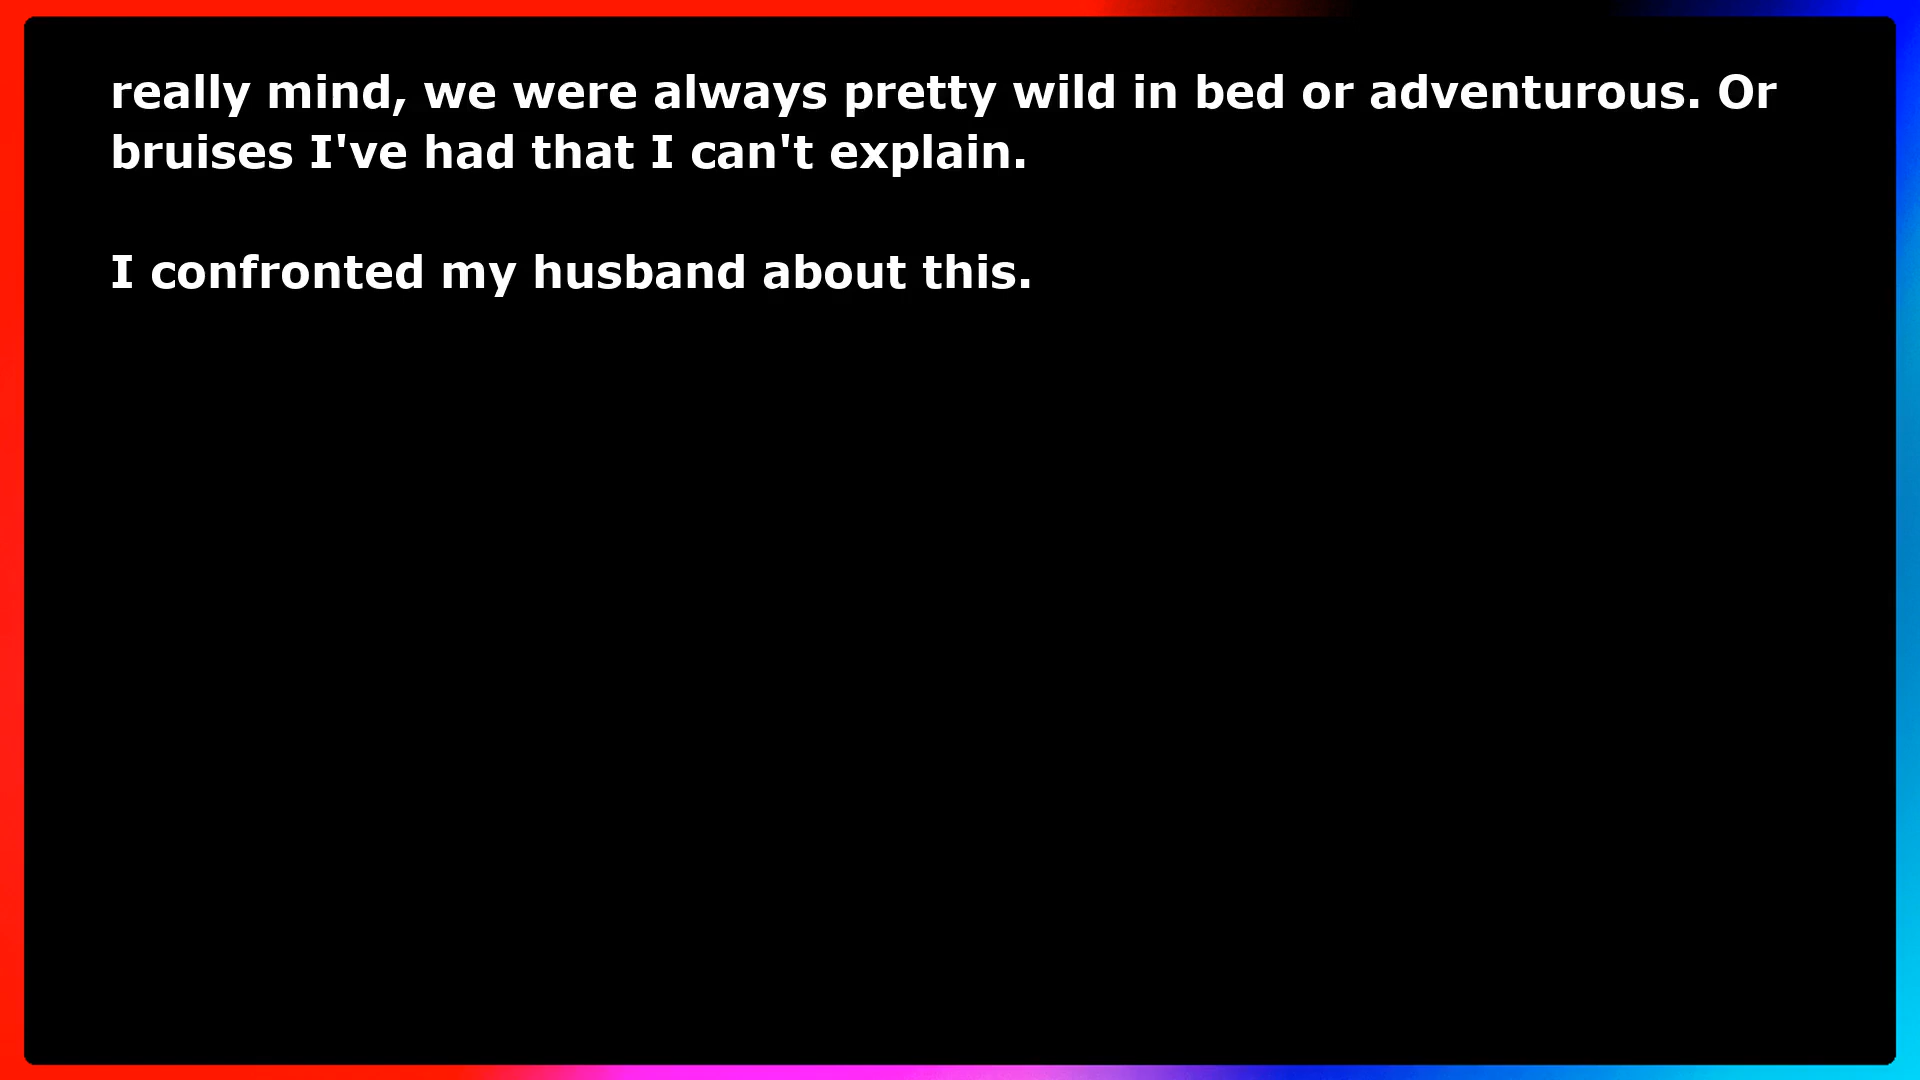 really mind, we were always pretty wild in bed or adventurous. Or
bruises I've had that I can't explain.
I confronted my husband about this.